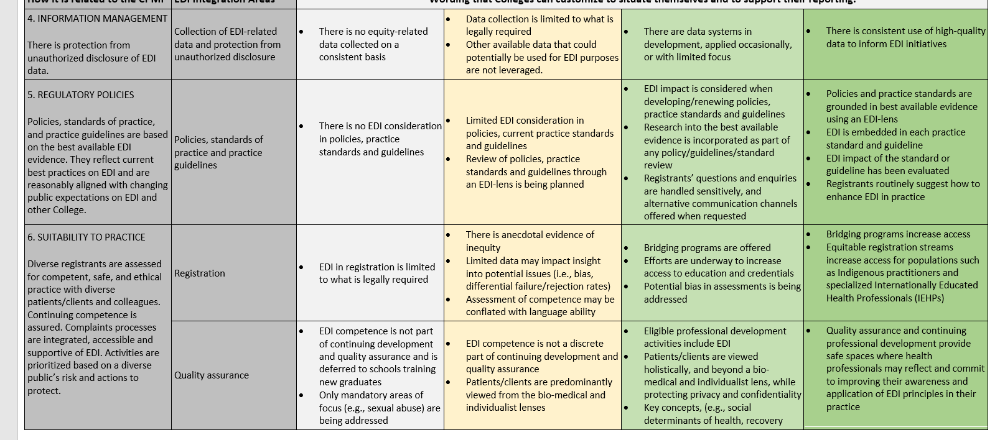 How it is related to the CPMF
EDI Integration Areas
Wording that Colleges can customize to situate themselves and to support their reporting.
4. INFORMATION MANAGEMENT
There is protection from
unauthorized disclosure of EDI
data.
Collection of EDI-related
data and protection from
unauthorized disclosure
• There is no equity-related
data collected on a
consistent basis
• Data collection is limited to what is
legally required
• Other available data that could
potentially be used for EDI purposes
are not leveraged.
• There are data systems in
development, applied occasionally,
or with limited focus
• There is consistent use of high-quality
data to inform EDI initiatives
5. REGULATORY POLICIES
Policies, standards of practice,
and practice guidelines are based
on the best available EDI
evidence. They reflect current
best practices on EDI and are
reasonably aligned with changing
public expectations on EDI and
other College.
Policies, standards of
practice and practice
guidelines
• There is no EDI consideration
in policies, practice
standards and guidelines
• Limited EDI consideration in
policies, current practice standards
and guidelines
• Review of policies, practice
standards and guidelines through
an EDI-lens is being planned
• EDI impact is considered when
developing/renewing policies,
practice standards and guidelines
• Research into the best available
evidence is incorporated as part of
any policy/guidelines/standard
review
• Registrants’ questions and enquiries
are handled sensitively, and
alternative communication channels
offered when requested
• Policies and practice standards are
grounded in best available evidence
using an EDI-lens
• EDI is embedded in each practice
standard and guideline
• EDI impact of the standard or
guideline has been evaluated
• Registrants routinely suggest how to
enhance EDI in practice
6. SUITABILITY TO PRACTICE
Diverse registrants are assessed
for competent, safe, and ethical
practice with diverse
patients/clients and colleagues.
Continuing competence is
assured. Complaints processes
are integrated, accessible and
supportive of EDI. Activities are
prioritized based on a diverse
public’s risk and actions to
protect.
Registration
• EDI in registration is limited
to what is legally required
• There is anecdotal evidence of
inequity
• Limited data may impact insight
into potential issues (i.e., bias,
differential failure/rejection rates)
• Assessment of competence may be
conflated with language ability
• Bridging programs are offered
• Efforts are underway to increase
access to education and credentials
• Potential bias in assessments is being
addressed
• Bridging programs increase access
• Equitable registration streams
increase access for populations such
as Indigenous practitioners and
specialized Internationally Educated
Health Professionals (IEHPs)
Quality assurance
• EDI competence is not part
of continuing development
and quality assurance and is
deferred to schools training
new graduates
• Only mandatory areas of
focus (e.g., sexual abuse) are
being addressed
• EDI competence is not a discrete
part of continuing development and
quality assurance
• Patients/clients are predominantly
viewed from the bio-medical and
individualist lenses
• Eligible professional development
activities include EDI
• Patients/clients are viewed
holistically, and beyond a bio-
medical and individualist lens, while
protecting privacy and confidentiality
• Key concepts, (e.g., social
determinants of health, recovery
• Quality assurance and continuing
professional development provide
safe spaces where health
professionals may reflect and commit
to improving their awareness and
application of EDI principles in their
practice